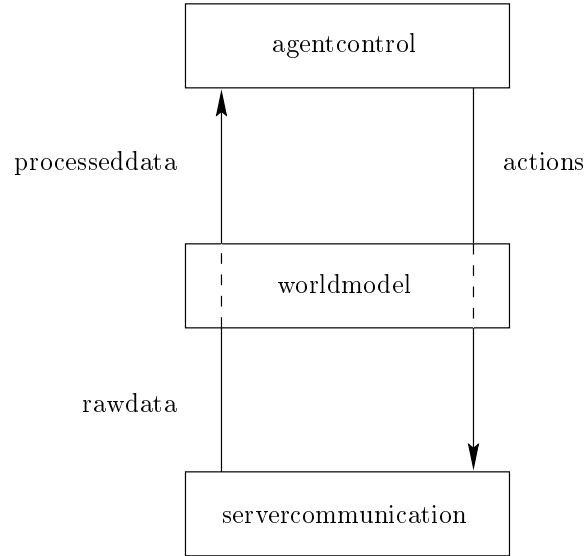 agentcontrol
processeddata
actions
worldmodel
rawdata
servercommunication